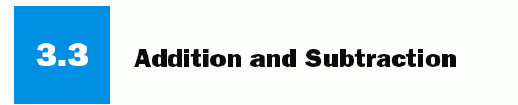 3.3 Addition and Subtraction